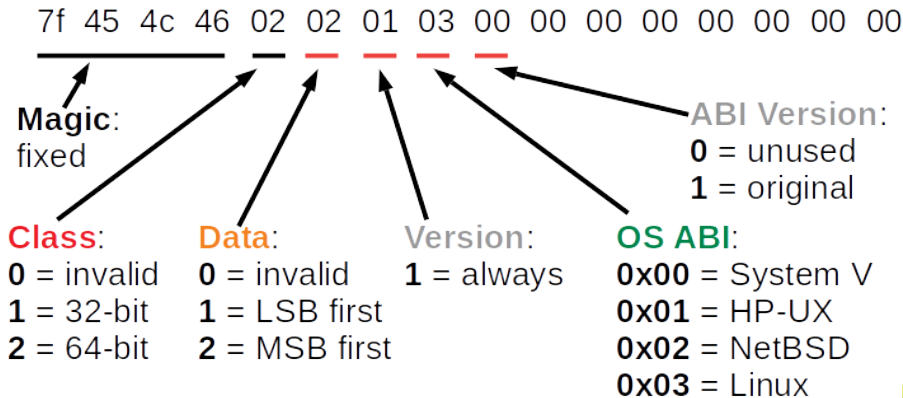 7f 45 4c 46 02 02 01 03 00 00 00 00 00 00 00 00
Magic:
fixed
ABI Version:
0 = unused
1 = original
Class:
0 = invalid
1 = 32-bit
2 = 64-bit
Data:
0 = invalid
1 = LSB first
2 = MSB first
Version:
1 = always
OS ABI:
0x00 = System V
0x01 = HP-UX
0x02 = NetBSD
0x03 = Linux